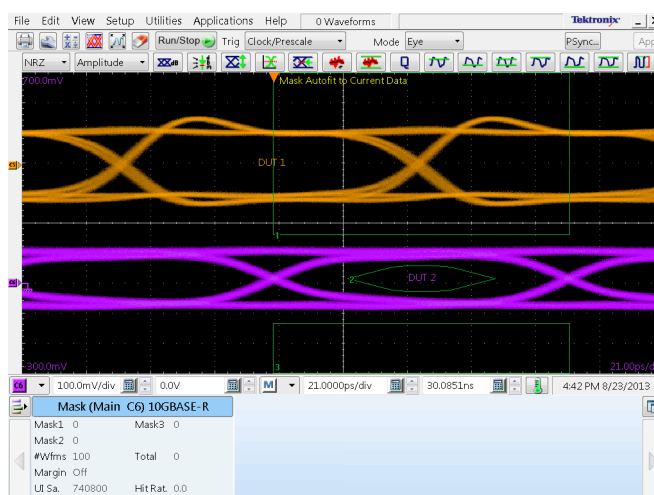 File Edit View Setup Utilities Applications Help 0 Waveforms Tektronix
Run/Stop Trig Clock/Prescale Mode Eye PSync... App
NRZ Amplitude
700.0mV Mask Autofit to Current Data
C5 DUT 1
1
C6 2 DUT 2
3
-300.0mV 21.00ps/d
C6 100.0mV/div 0.0V M 21.0000ps/div 30.0851ns 4:42 PM 8/23/2013
Mask (Main C6) 10GBASE-R
Mask1 0 Mask3 0
Mask2 0
#Wfms 100 Total 0
Margin Off
UI Sa. 740800 Hit Rat. 0.0